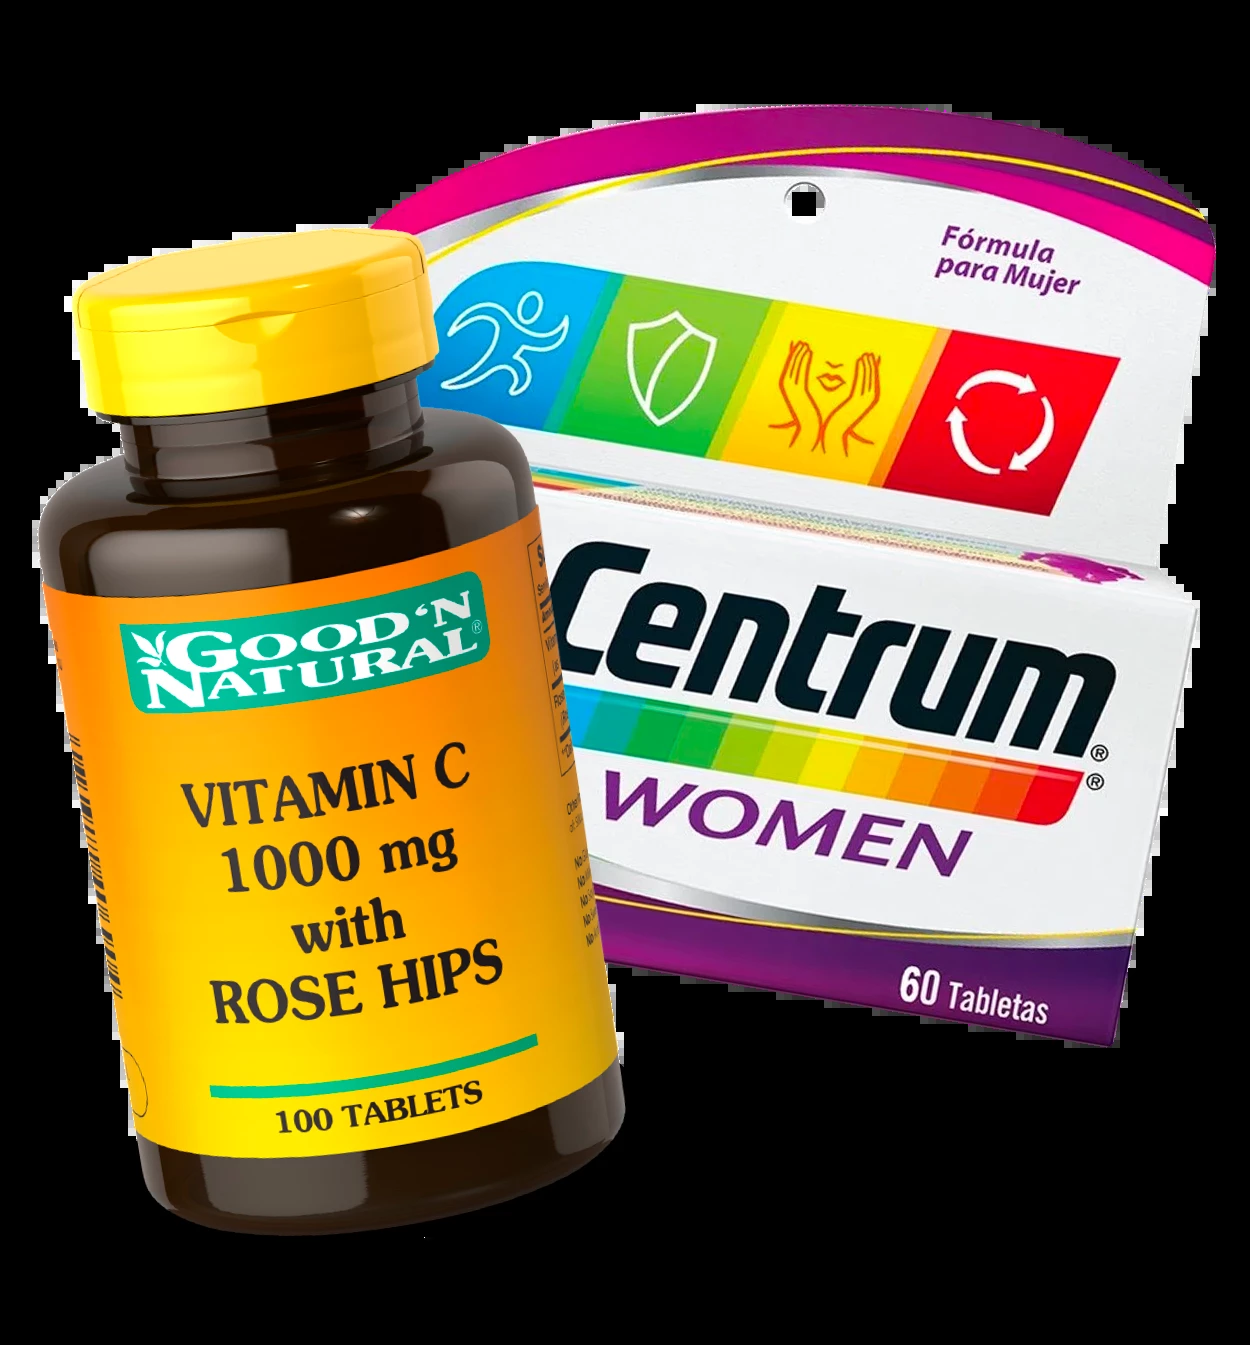 Fórmula
para Mujer
Centrum®
®
WOMEN
60 Tabletas
GOOD 'N
NATURAL®
VITAMIN C
1000 mg
with
ROSE HIPS
100 TABLETS